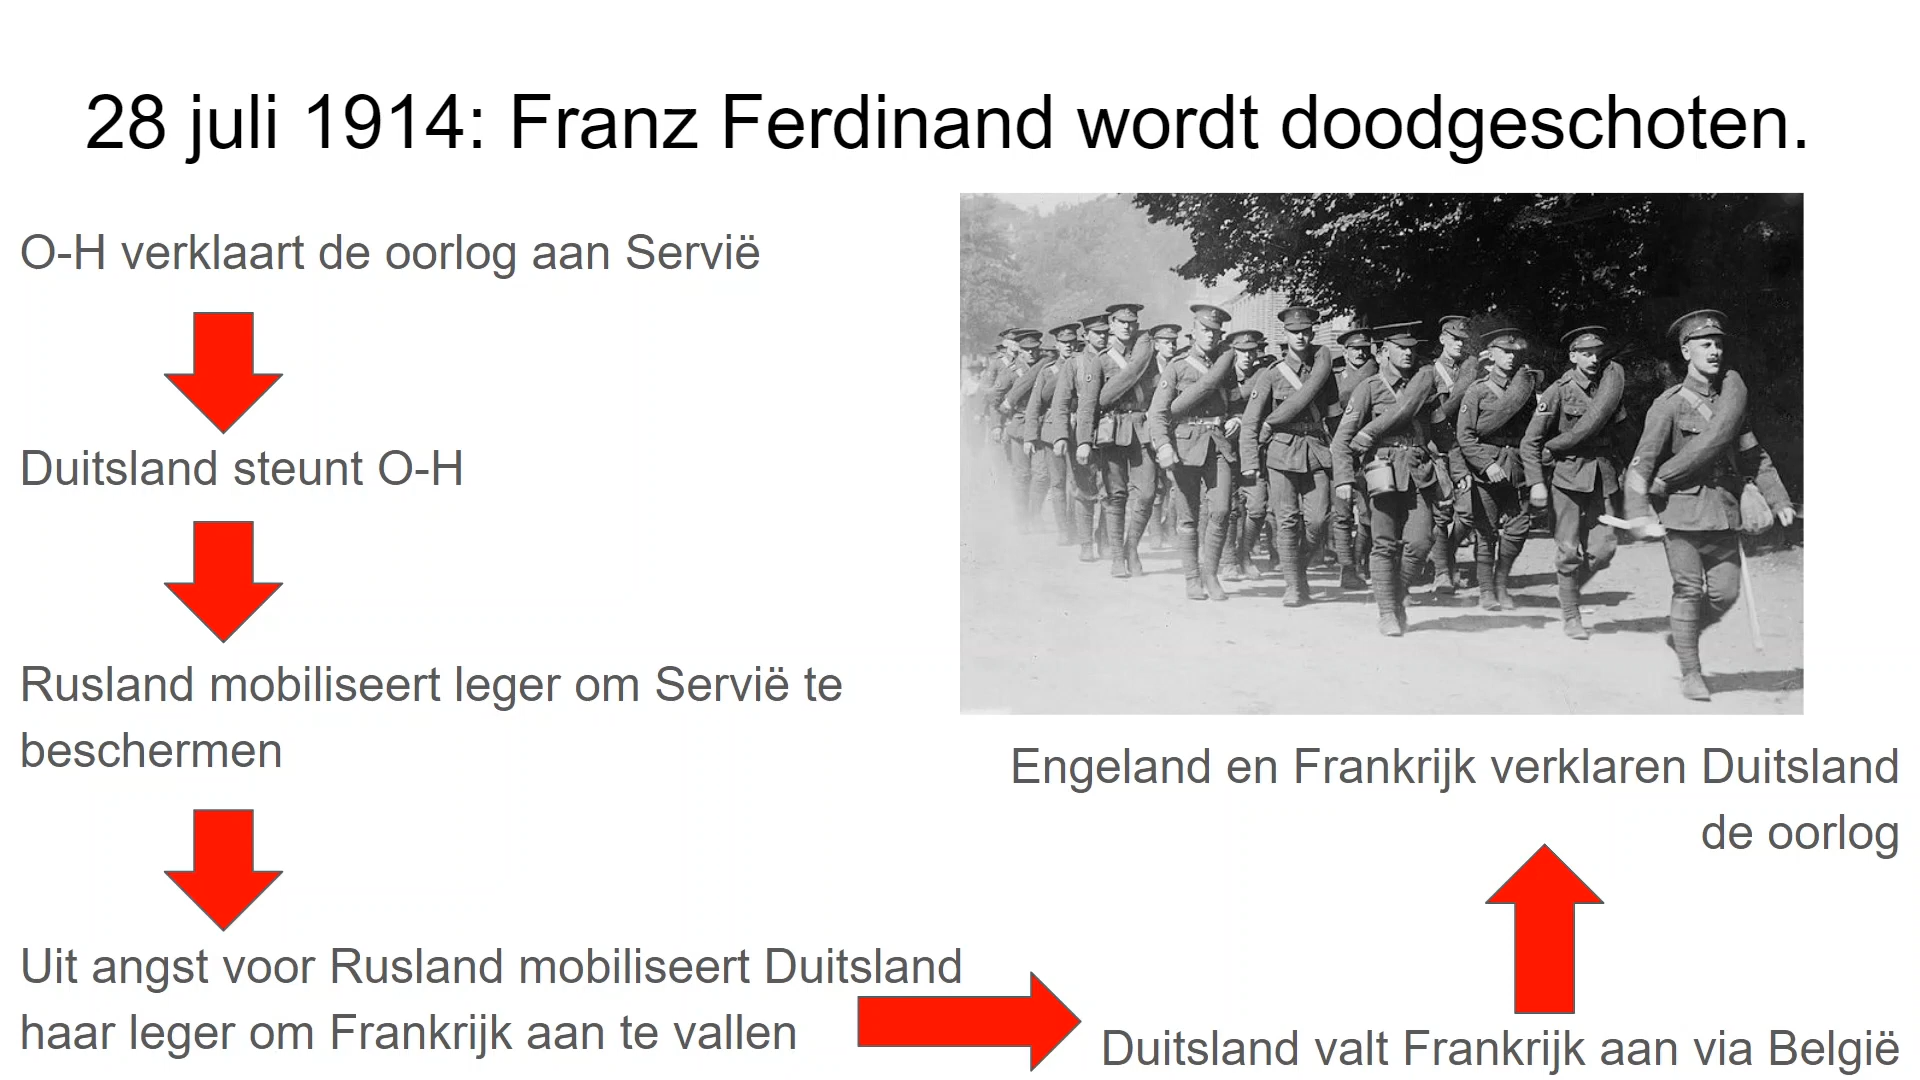 28 juli 1914: Franz Ferdinand wordt doodgeschoten.
O-H verklaart de oorlog aan Servië
Duitsland steunt O-H
Rusland mobiliseert leger om Servië te
beschermen
Uit angst voor Rusland mobiliseert Duitsland
haar leger om Frankrijk aan te vallen
Duitsland valt Frankrijk aan via België
Engeland en Frankrijk verklaren Duitsland
de oorlog